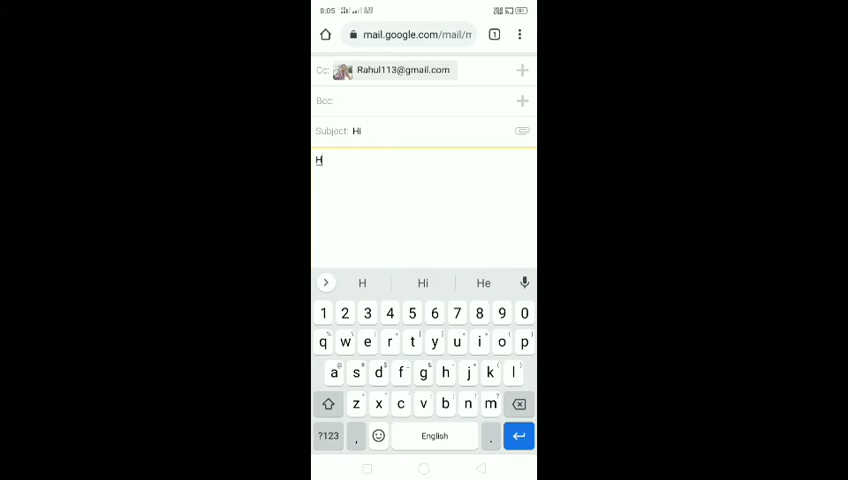 8:05
mail.google.com/mail/m
1
Cc: Rahul113@gmail.com
Bcc:
Subject: Hi
H
H Hi He
1 2 3 4 5 6 7 8 9 0
q w e r t y u i o p
a s d f g h j k l
z x c v b n m
?123 , English .